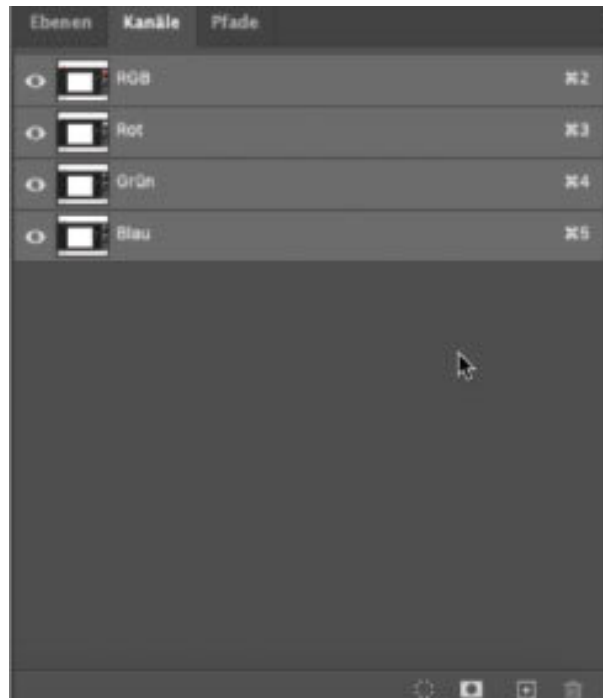 Ebenen Kanäle Pfade
RGB ⌘2
Rot ⌘3
Grün ⌘4
Blau ⌘5